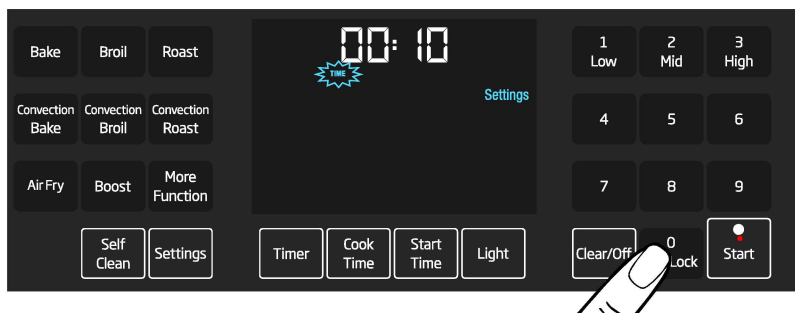 Bake
Broil
Roast
Convection
Bake
Convection
Broil
Convection
Roast
Air Fry
Boost
More
Function
Self
Clean
Settings
00:10
TIME
Settings
Timer
Cook
Time
Start
Time
Light
1
Low
2
Mid
3
High
4
5
6
7
8
9
Clear/Off
0
Lock
Start